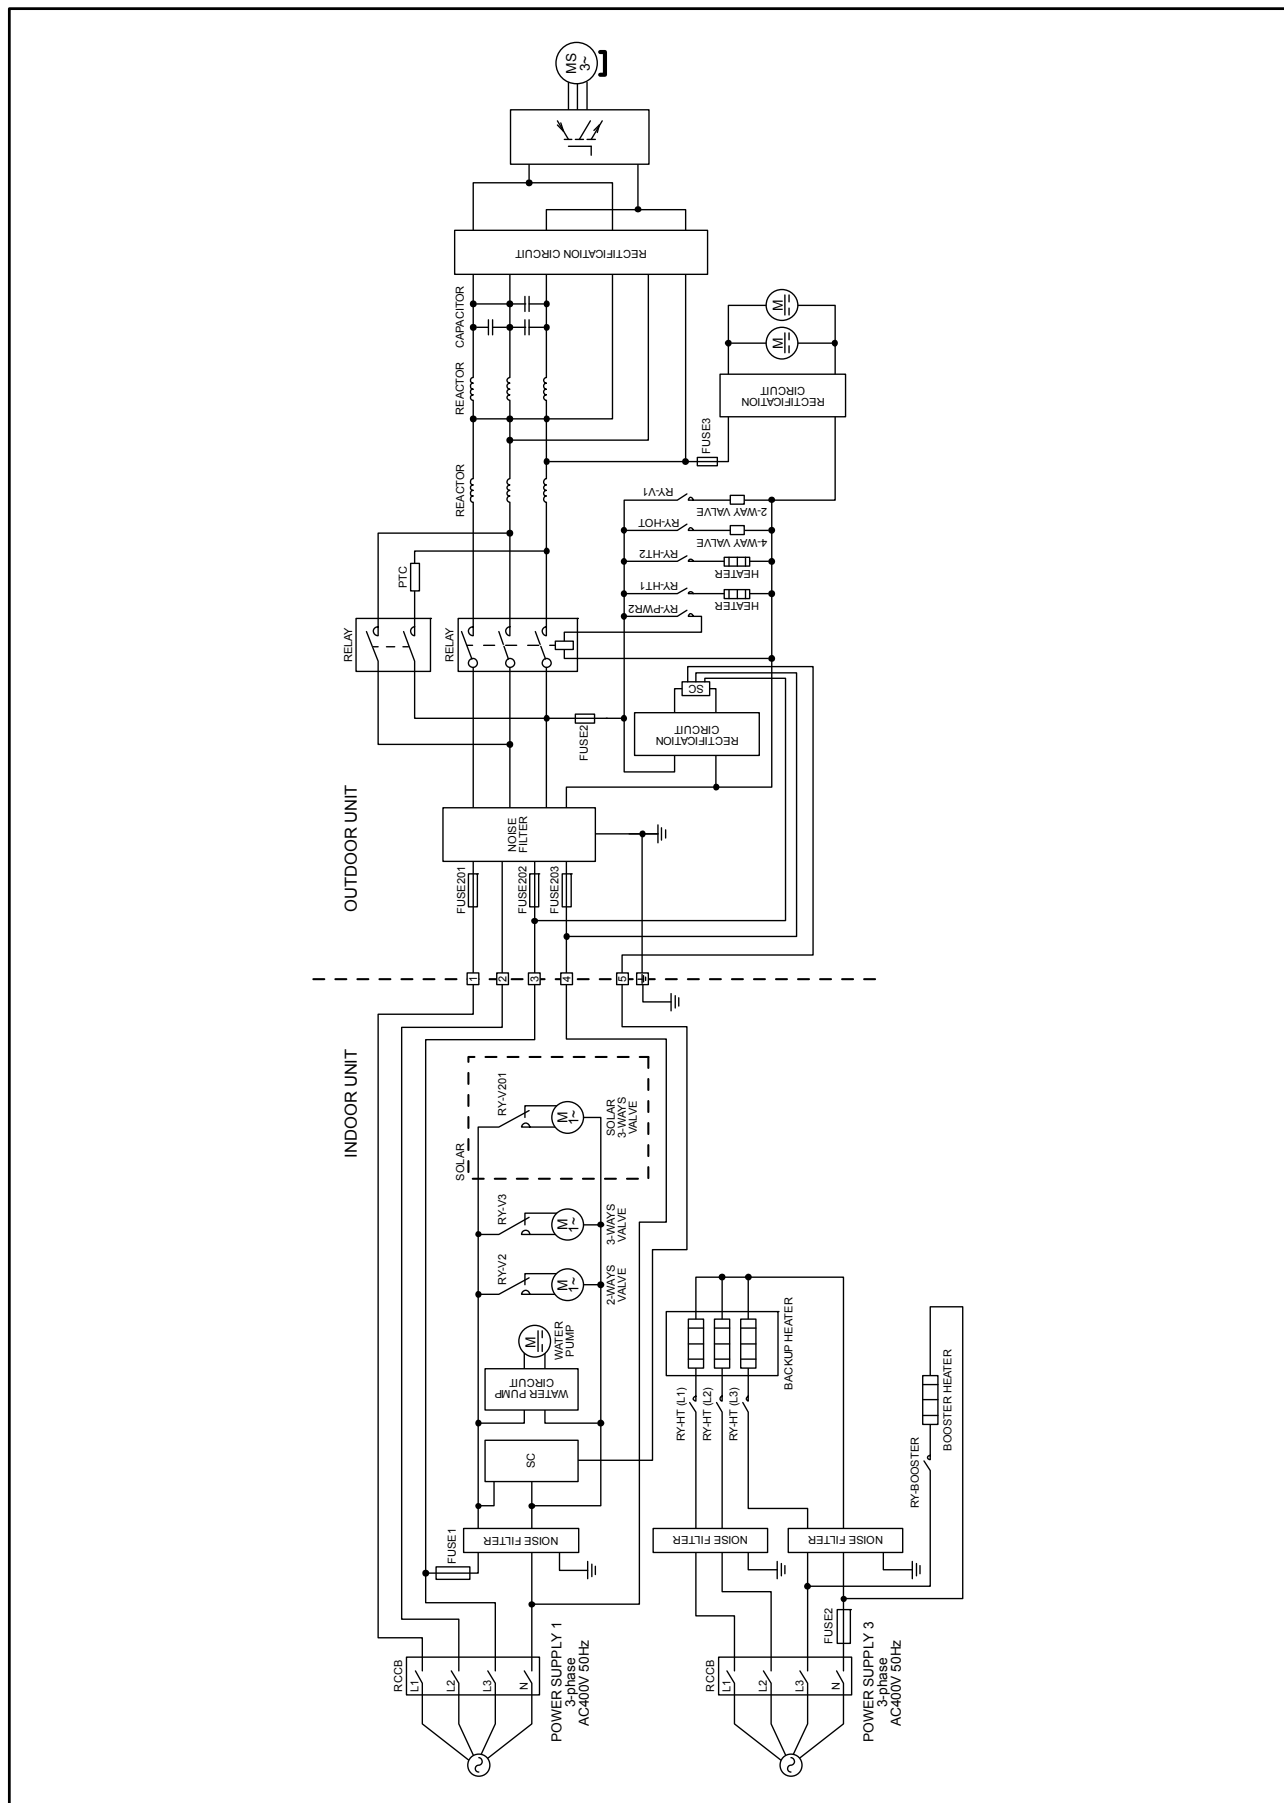 MS
3~
RECTIFICATION CIRCUIT
CAPACITOR
REACTOR
M
M
RECTIFICATION
CIRCUIT
FUSE3
REACTOR
RY-V1
2-WAY VALVE
RY-HOT
4-WAY VALVE
RY-HT2
HEATER
RY-HT1
HEATER
RY-PWR2
PTC
RELAY
RELAY
SC
RECTIFICATION
CIRCUIT
FUSE2
OUTDOOR UNIT
NOISE
FILTER
FUSE201
FUSE202
FUSE203
1
2
3
4
5
INDOOR UNIT
SOLAR
RY-V201
M
1~
SOLAR
3-WAYS
VALVE
RY-V3
M
1~
3-WAYS
VALVE
RY-V2
M
1~
2-WAYS
VALVE
M
WATER
PUMP
WATER PUMP
CIRCUIT
SC
NOISE FILTER
FUSE1
RCCB
L1
L2
L3
N
POWER SUPPLY 1
3-phase
AC400V 50Hz
BACKUP HEATER
RY-HT (L1)
RY-HT (L2)
RY-HT (L3)
NOISE FILTER
NOISE FILTER
BOOSTER HEATER
RY-BOOSTER
FUSE2
RCCB
L1
L2
L3
N
POWER SUPPLY 3
3-phase
AC400V 50Hz